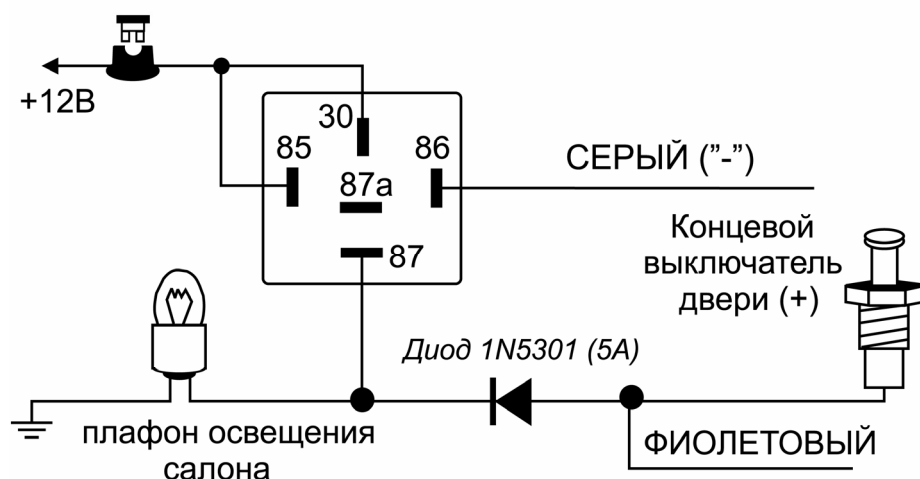 +12В
30
85
86
87а
87
СЕРЫЙ ("-")
Концевой
выключатель
двери (+)
Диод 1N5301 (5А)
плафон освещения
салона
ФИОЛЕТОВЫЙ